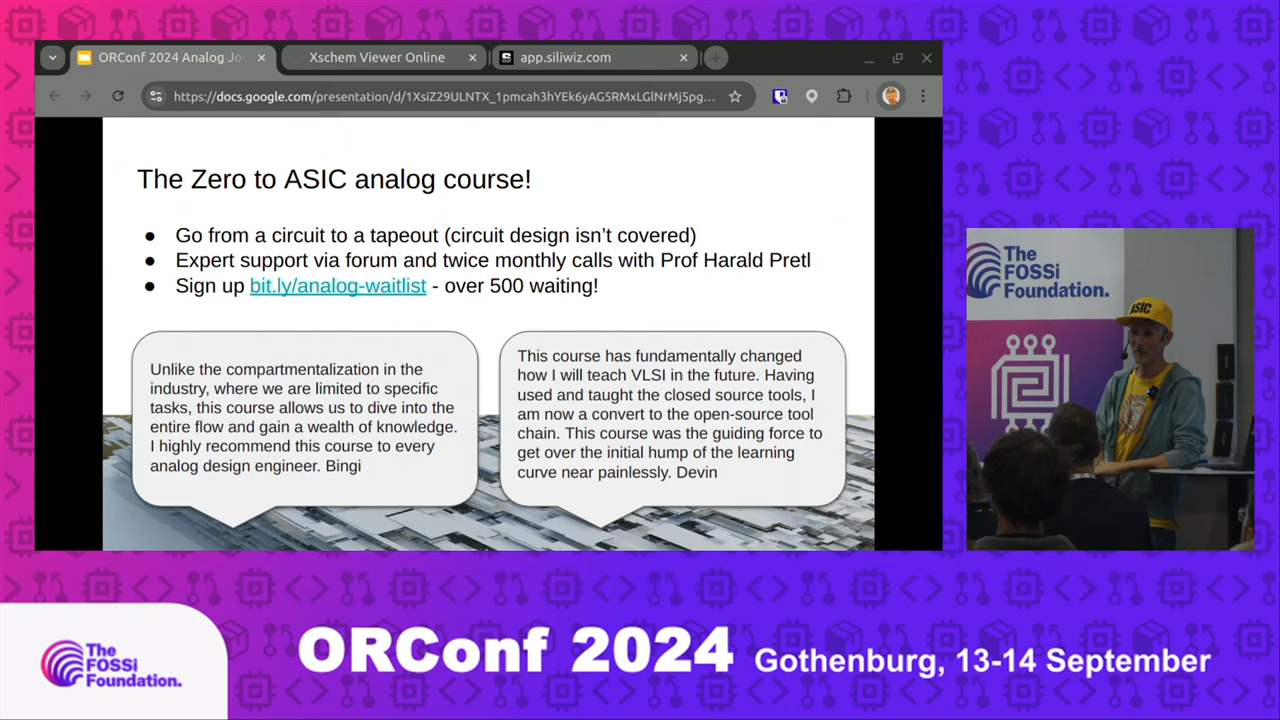 ORConf 2024 Analog Jo
Xschem Viewer Online
app.siliwiz.com
https://docs.google.com/presentation/d/1XsiZ29ULNTX_1pmcah3hYEk6yAG5RMxLGlNrMj5pg...
The Zero to ASIC analog course!
● Go from a circuit to a tapeout (circuit design isn’t covered)
● Expert support via forum and twice monthly calls with Prof Harald Pretl
● Sign up bit.ly/analog-waitlist - over 500 waiting!
Unlike the compartmentalization in the
industry, where we are limited to specific
tasks, this course allows us to dive into the
entire flow and gain a wealth of knowledge.
I highly recommend this course to every
analog design engineer. Bingi
This course has fundamentally changed
how I will teach VLSI in the future. Having
used and taught the closed source tools, I
am now a convert to the open-source tool
chain. This course was the guiding force to
get over the initial hump of the learning
curve near painlessly. Devin
The
FOSSi
Foundation.
ASIC
The
FOSSi
Foundation.
ORConf 2024 Gothenburg, 13-14 September